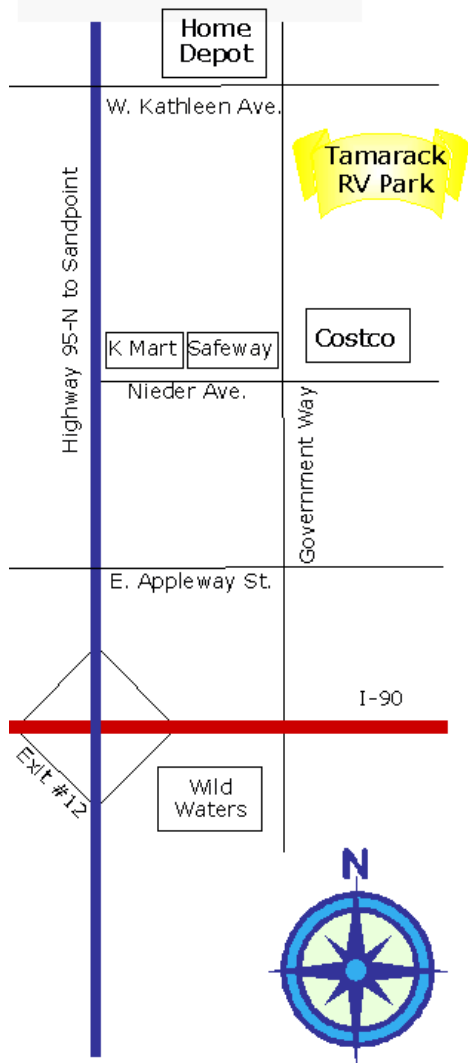 Home
Depot
W. Kathleen Ave.
Tamarack
RV Park
Highway 95-N to Sandpoint
K Mart
Safeway
Costco
Nieder Ave.
Government Way
E. Appleway St.
I-90
Exit #12
Wild
Waters
N